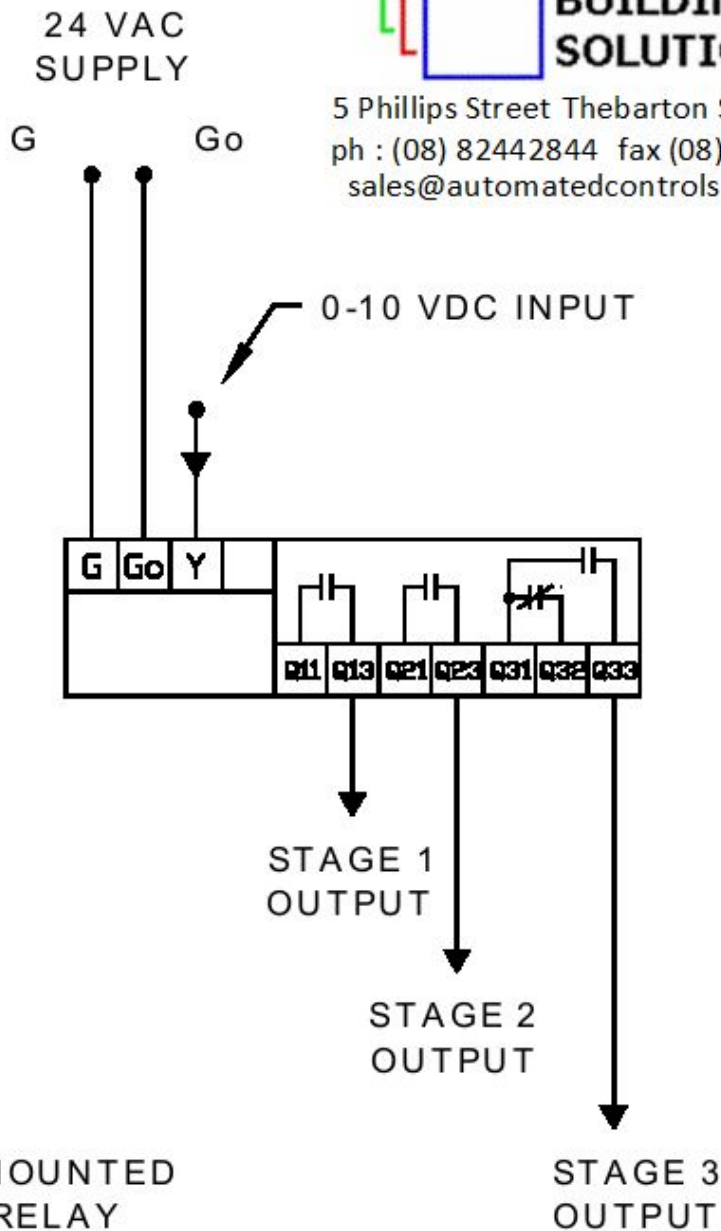 24 VAC
SUPPLY
SOLUTI
G Go
5 Phillips Street Thebarton
ph : (08) 82442844 fax (08)
sales@automatedcontrols
0-10 VDC INPUT
G Go Y
Q11 Q13 Q21 Q23 Q31 Q32 Q33
STAGE 1
OUTPUT
STAGE 2
OUTPUT
OUNTED
RELAY
STAGE 3
OUTPUT